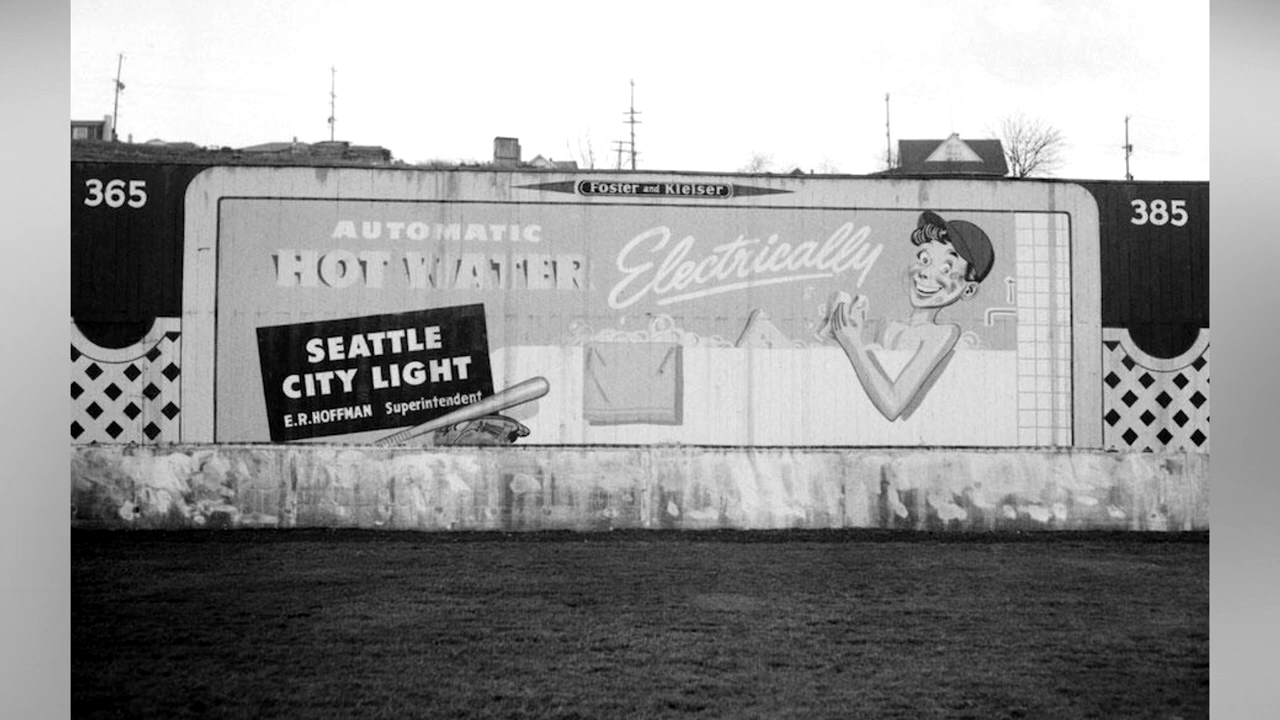 Foster and Kleiser
365
385
AUTOMATIC
HOT WATER
Electrically
SEATTLE
CITY LIGHT
E.R.HOFFMAN Superintendent